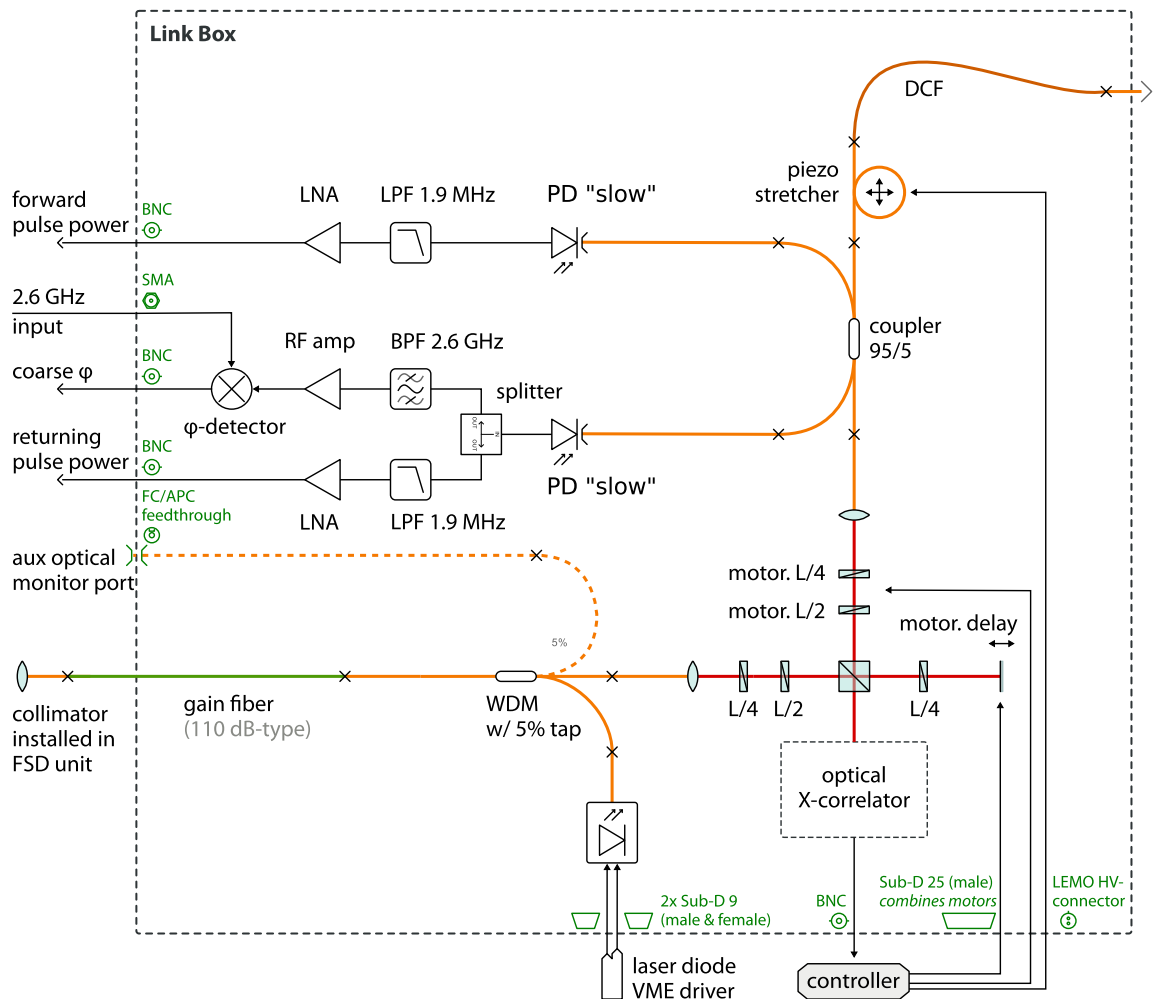 Link Box
DCF
piezo
stretcher
forward
pulse power
BNC
LNA
LPF 1.9 MHz
PD "slow"
SMA
2.6 GHz
input
coupler
95/5
RF amp
BPF 2.6 GHz
BNC
coarse φ
splitter
φ-detector
OUT
IN
OUT
returning
pulse power
BNC
PD "slow"
FC/APC
feedthrough
LNA
LPF 1.9 MHz
aux optical
monitor port
motor. L/4
motor. L/2
motor. delay
5%
collimator
installed in
FSD unit
gain fiber
(110 dB-type)
WDM
w/ 5% tap
L/4
L/2
L/4
optical
X-correlator
2x Sub-D 9
(male & female)
BNC
Sub-D 25 (male)
combines motors
LEMO HV-
connector
laser diode
VME driver
controller